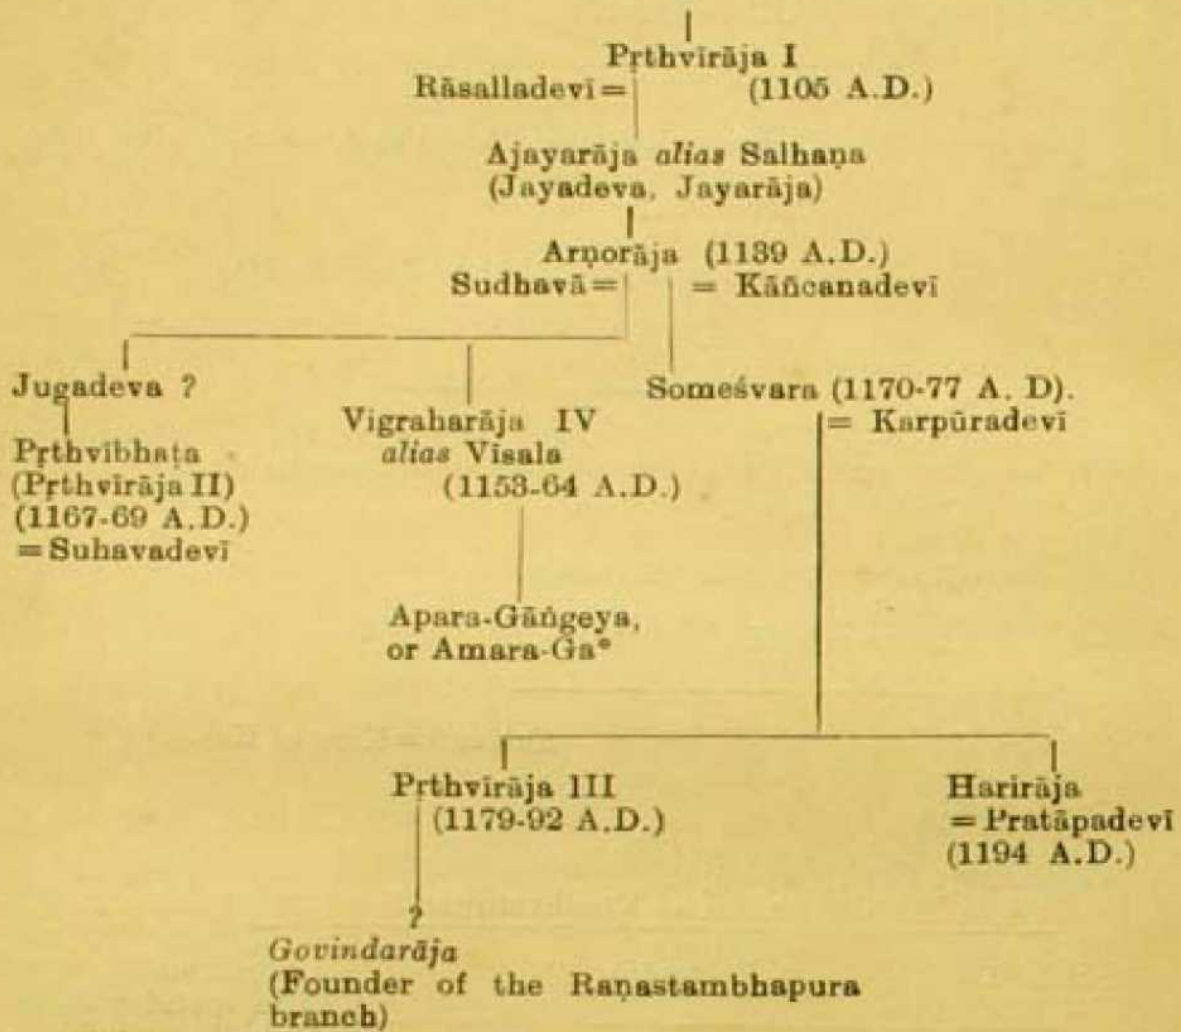 Pṛthvīrāja I
Rāsalladevī = (1105 A.D.)
Ajayarāja alias Salhaṇa
(Jayadeva, Jayarāja)
Arṇorāja (1139 A.D.)
Sudhavā = = Kāñcanadevī
Jugadeva ?
Pṛthvībhaṭa
(Pṛthvīrāja II)
(1167-69 A.D.)
= Suhavadevī
Vigraharāja IV
alias Vīsala
(1153-64 A.D.)
Apara-Gāṅgeya,
or Amara-Ga°
Someśvara (1170-77 A. D).
= Karpūradevī
Pṛthvīrāja III
(1179-92 A.D.)
Harirāja
= Pratāpadevī
(1194 A.D.)
?
Govindarāja
(Founder of the Raṇastambhapura
branch)